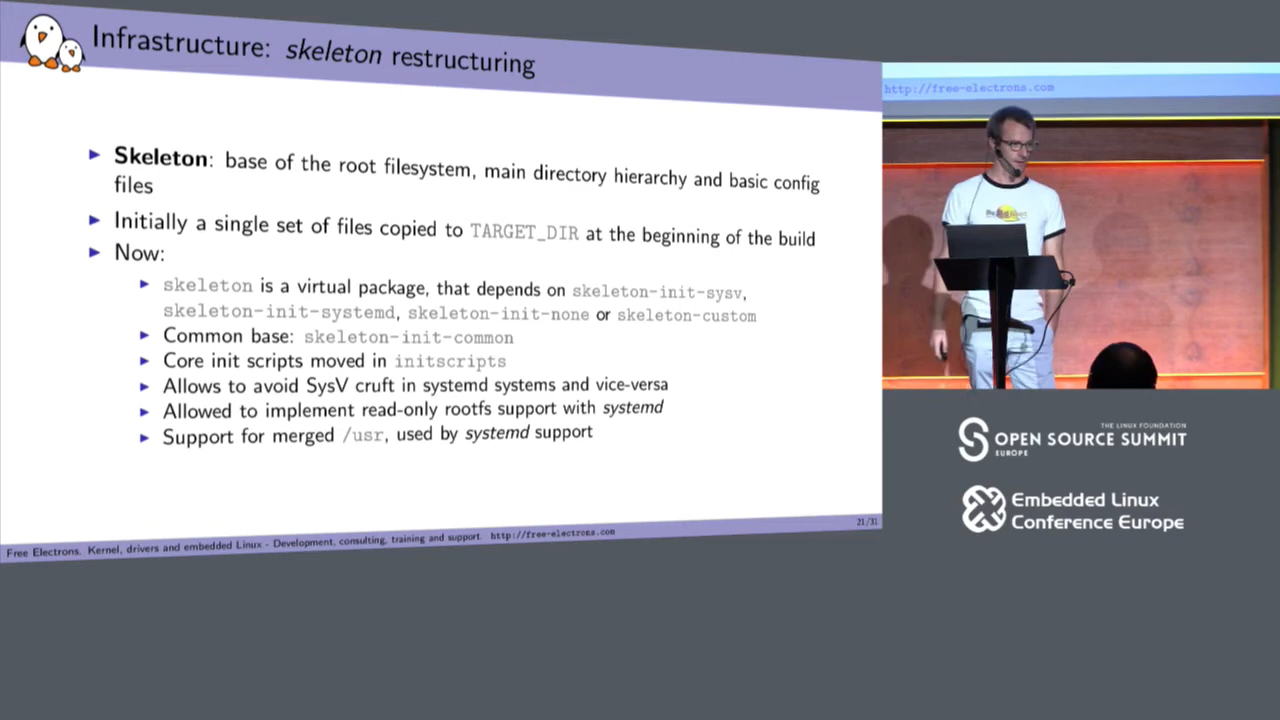 Infrastructure: skeleton restructuring
▶ Skeleton: base of the root filesystem, main directory hierarchy and basic config
files
▶ Initially a single set of files copied to TARGET_DIR at the beginning of the build
▶ Now:
▶ skeleton is a virtual package, that depends on skeleton-init-sysv,
skeleton-init-systemd, skeleton-init-none or skeleton-custom
▶ Common base: skeleton-init-common
▶ Core init scripts moved in initscripts
▶ Allows to avoid SysV cruft in systemd systems and vice-versa
▶ Allowed to implement read-only rootfs support with systemd
▶ Support for merged /usr, used by systemd support
Free Electrons. Kernel, drivers and embedded Linux - Development, consulting, training and support. http://free-electrons.com
21/31
http://free-electrons.com
THE LINUX FOUNDATION
OPEN SOURCE SUMMIT
EUROPE
Embedded Linux
Conference Europe